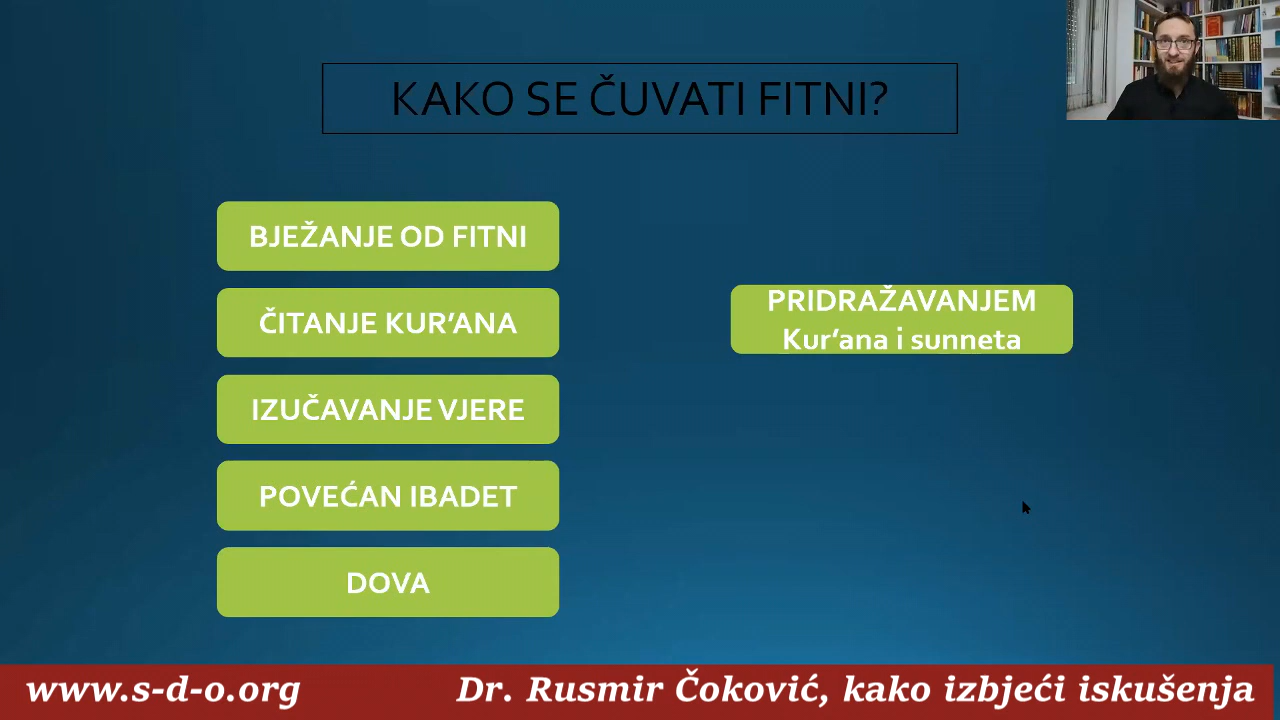 KAKO SE ČUVATI FITNI?
BJEŽANJE OD FITNI
ČITANJE KUR’ANA
IZUČAVANJE VJERE
POVEĆAN IBADET
DOVA
PRIDRAŽAVANJEM
Kur’ana i sunneta
www.s-d-o.org
Dr. Rusmir Čoković, kako izbjeći iskušenja